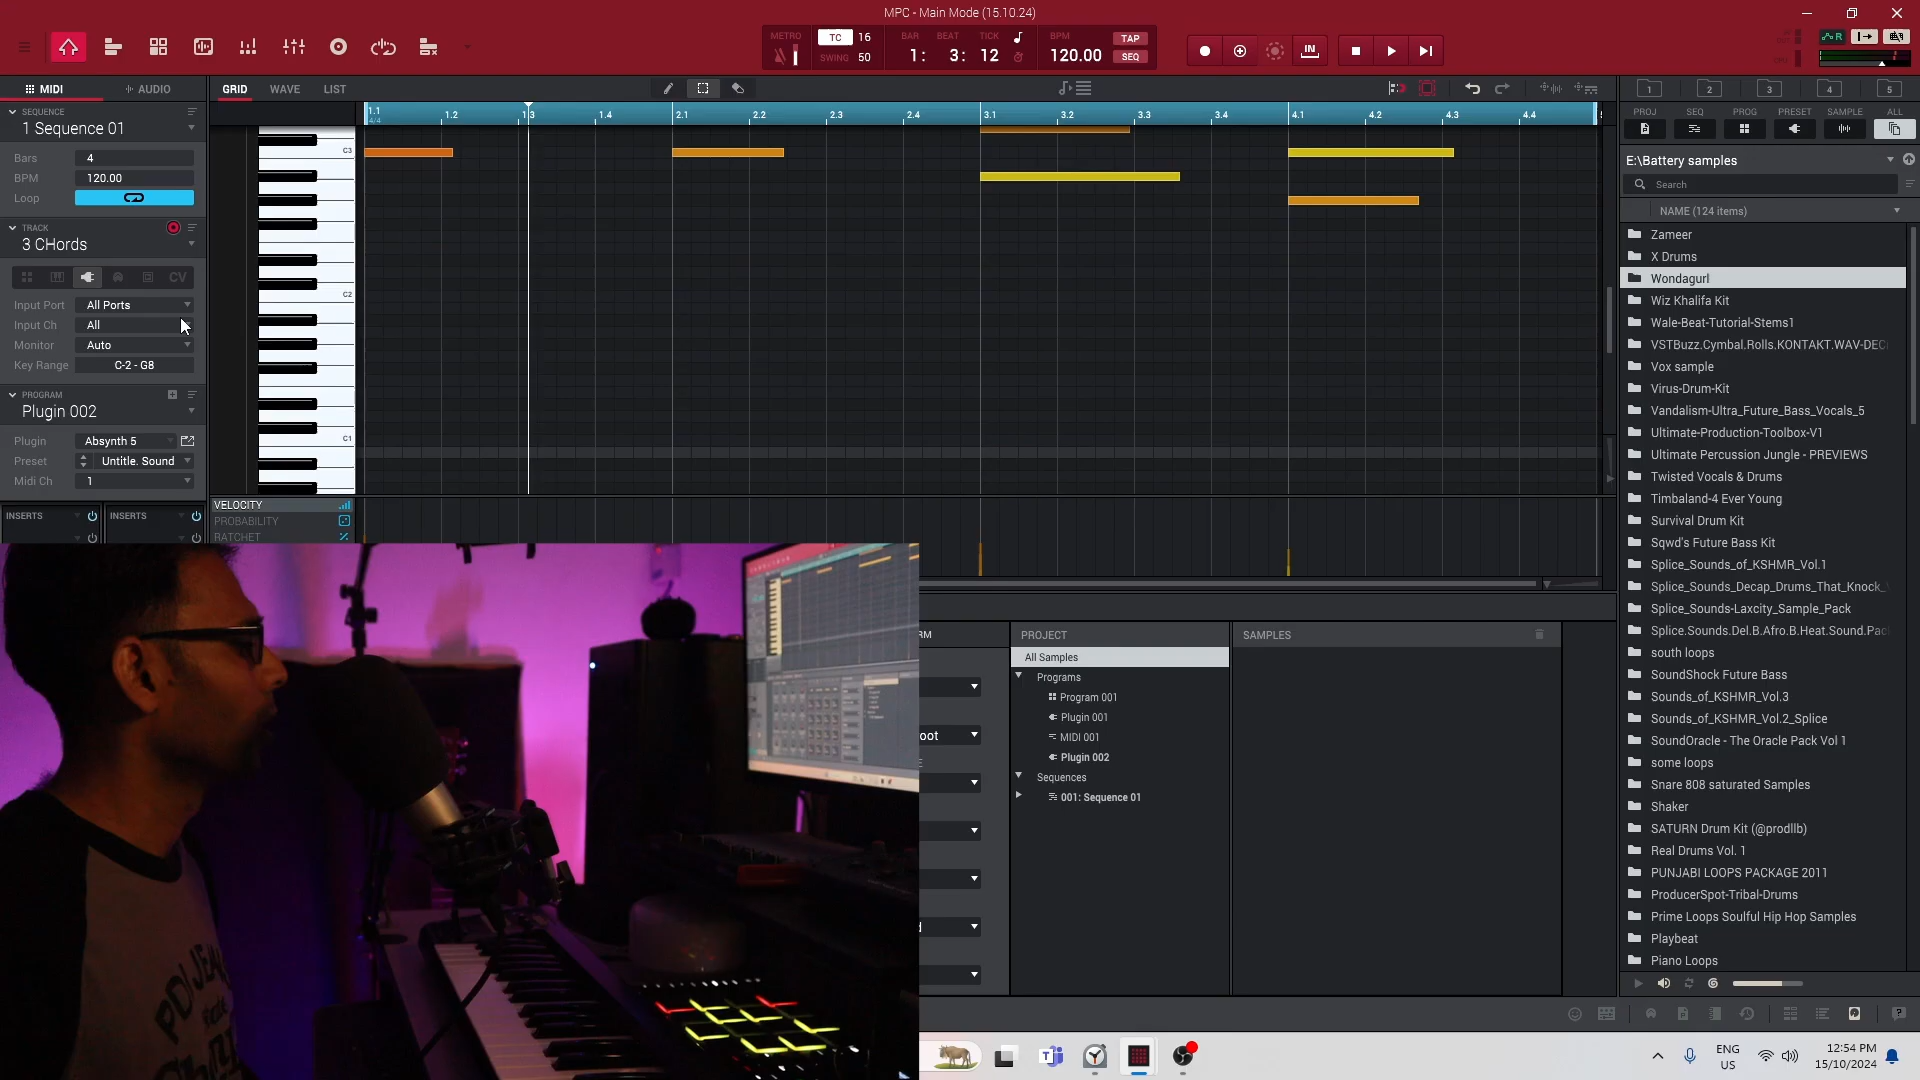 MPC - Main Mode (15.10.24)
METRO
TC 16
SWING 50
BAR BEAT TICK
1: 3: 12
BPM
120.00
TAP
SEQ
IN
R
MIDI
AUDIO
GRID
WAVE
LIST
1 2 3 4 5
PROJ SEQ PROG PRESET SAMPLE ALL
SEQUENCE
1 Sequence 01
Bars 4
BPM 120.00
Loop
TRACK
3 CHords
CV
Input Port All Ports
Input Ch All
Monitor Auto
Key Range C-2 - G8
PROGRAM
Plugin 002
Plugin Absynth 5
Preset Untitle. Sound
Midi Ch 1
INSERTS INSERTS
1.1 1.2 1.3 1.4 2.1 2.2 2.3 2.4 3.1 3.2 3.3 3.4 4.1 4.2 4.3 4.4
4/4
C3
C2
C1
VELOCITY
PROBABILITY
RATCHET
PROJECT
All Samples
Programs
Program 001
Plugin 001
MIDI 001
Plugin 002
Sequences
001: Sequence 01
SAMPLES
E:\Battery samples
Search
NAME (124 items)
Zameer
X Drums
Wondagurl
Wiz Khalifa Kit
Wale-Beat-Tutorial-Stems1
VSTBuzz.Cymbal.Rolls.KONTAKT.WAV-DEC
Vox sample
Virus-Drum-Kit
Vandalism-Ultra_Future_Bass_Vocals_5
Ultimate-Production-Toolbox-V1
Ultimate Percussion Jungle - PREVIEWS
Twisted Vocals & Drums
Timbaland-4 Ever Young
Survival Drum Kit
Sqwd's Future Bass Kit
Splice_Sounds_of_KSHMR_Vol.1
Splice_Sounds_Decap_Drums_That_Knock_
Splice_Sounds-Laxcity_Sample_Pack
Splice.Sounds.Del.B.Afro.B.Heat.Sound.Pac
south loops
SoundShock Future Bass
Sounds_of_KSHMR_Vol.3
Sounds_of_KSHMR_Vol.2_Splice
SoundOracle - The Oracle Pack Vol 1
some loops
Snare 808 saturated Samples
Shaker
SATURN Drum Kit (@prodllb)
Real Drums Vol. 1
PUNJABI LOOPS PACKAGE 2011
ProducerSpot-Tribal-Drums
Prime Loops Soulful Hip Hop Samples
Playbeat
Piano Loops
ENG
US
12:54 PM
15/10/2024